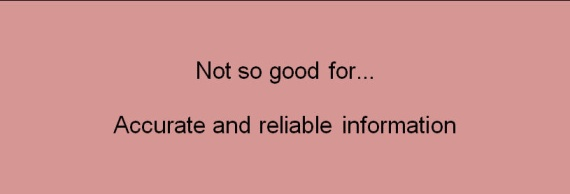 Not so good for...
Accurate and reliable information